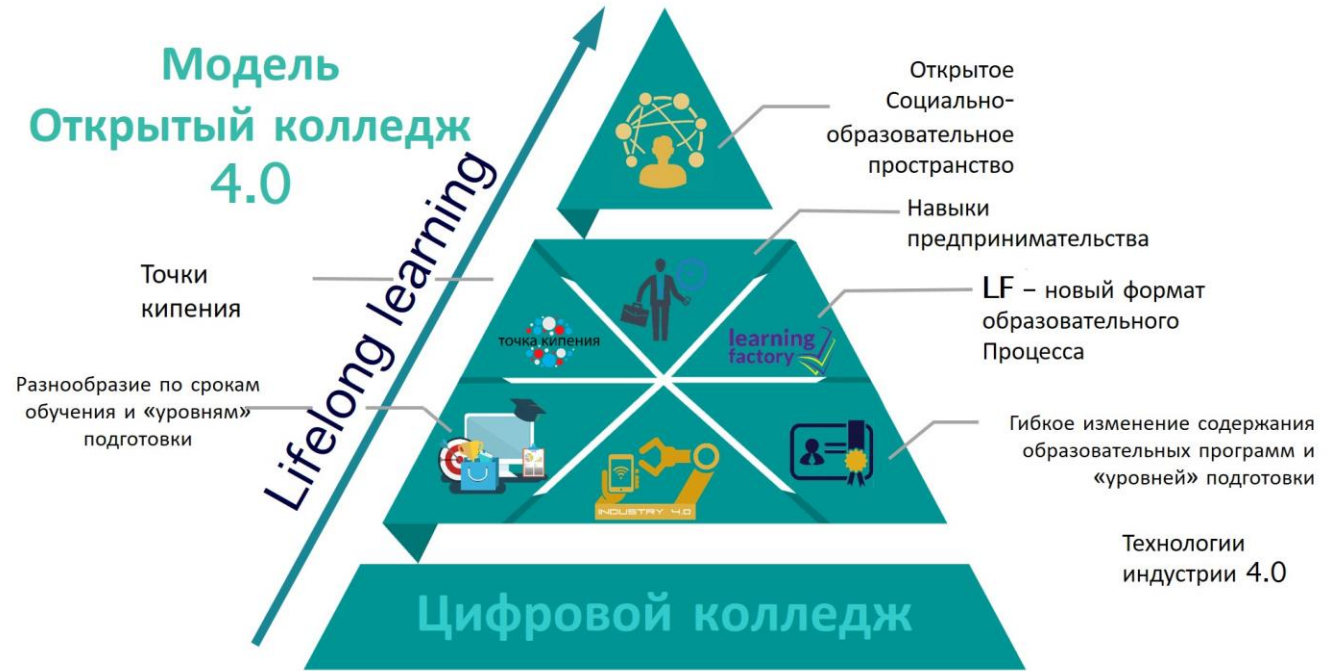 Модель
Открытый колледж
4.0
Lifelong learning
Открытое
Социально-
образовательное
пространство
Навыки
предпринимательства
Точки
кипения
LF – новый формат
образовательного
Процесса
точка кипения
learning
factory
Разнообразие по срокам
обучения и «уровням»
подготовки
Гибкое изменение содержания
образовательных программ и
«уровней» подготовки
INDUSTRY 4.0
Технологии
индустрии 4.0
Цифровой колледж